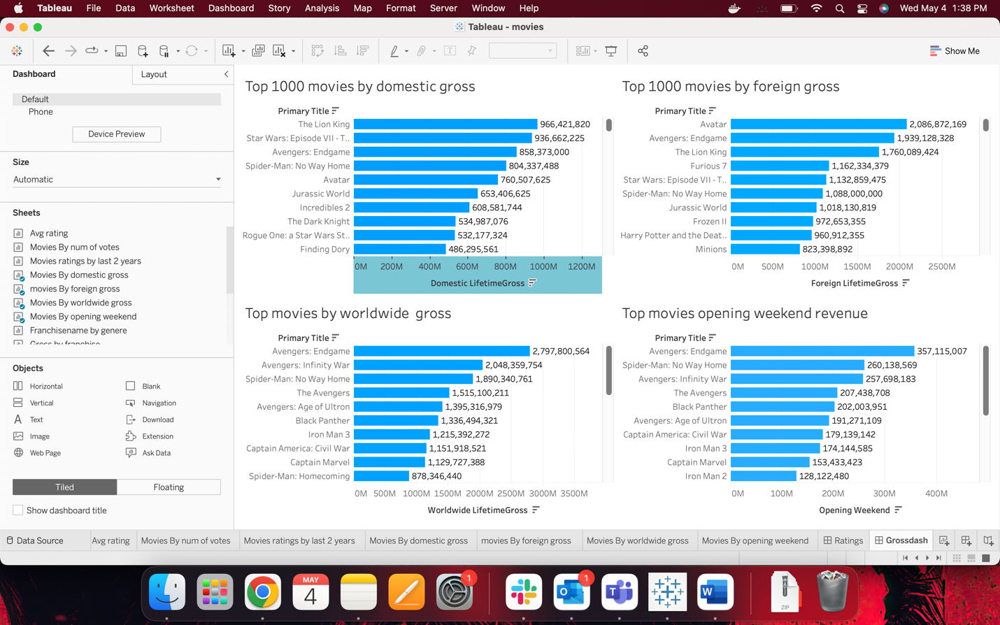 Tableau File Data Worksheet Dashboard Story Analysis Map Format Server Window Help Wed May 4 1:38 PM
Tableau - movies
Show Me
Dashboard Layout
Default
Phone
Device Preview
Size
Automatic
Sheets
Avg rating
Movies By num of votes
Movies ratings by last 2 years
Movies By domestic gross
movies By foreign gross
Movies By worldwide gross
Movies By opening weekend
Franchisename by genere
Gross by franchise
Objects
Horizontal Blank
Vertical Navigation
A Text Download
Image Extension
Web Page Ask Data
Tiled Floating
Show dashboard title
Top 1000 movies by domestic gross
Primary Title
The Lion King 966,421,820
Star Wars: Episode VII - T.. 936,662,225
Avengers: Endgame 858,373,000
Spider-Man: No Way Home 804,337,488
Avatar 760,507,625
Jurassic World 653,406,625
Incredibles 2 608,581,744
The Dark Knight 534,987,076
Rogue One: a Star Wars St.. 532,177,324
Finding Dory 486,295,561
0M 200M 400M 600M 800M 1000M 1200M
Domestic LifetimeGross
Top 1000 movies by foreign gross
Primary Title
Avatar 2,086,872,169
Avengers: Endgame 1,939,128,328
The Lion King 1,760,089,424
Furious 7 1,162,334,379
Star Wars: Episode VII - T.. 1,132,859,475
Spider-Man: No Way Home 1,088,000,000
Jurassic World 1,018,130,819
Frozen II 972,653,355
Harry Potter and the Deat.. 960,912,355
Minions 823,398,892
0M 500M 1000M 1500M 2000M 2500M
Foreign LifetimeGross
Top movies by worldwide gross
Primary Title
Avengers: Endgame 2,797,800,564
Avengers: Infinity War 2,048,359,754
Spider-Man: No Way Home 1,890,340,761
The Avengers 1,515,100,211
Avengers: Age of Ultron 1,395,316,979
Black Panther 1,336,494,321
Iron Man 3 1,215,392,272
Captain America: Civil War 1,151,918,521
Captain Marvel 1,129,727,388
Spider-Man: Homecoming 878,346,440
0M 500M 1000M 1500M 2000M 2500M 3000M 3500M
Worldwide LifetimeGross
Top movies opening weekend revenue
Primary Title
Avengers: Endgame 357,115,007
Spider-Man: No Way Home 260,138,569
Avengers: Infinity War 257,698,183
The Avengers 207,438,708
Black Panther 202,003,951
Avengers: Age of Ultron 191,271,109
Captain America: Civil War 179,139,142
Iron Man 3 174,144,585
Captain Marvel 153,433,423
Iron Man 2 128,122,480
0M 100M 200M 300M 400M
Opening Weekend
Data Source Avg rating Movies By num of votes Movies ratings by last 2 years Movies By domestic gross movies By foreign gross Movies By worldwide gross Movies By opening weekend Ratings Grossdash
MAY
4
1
1
O
T
W
ZIP